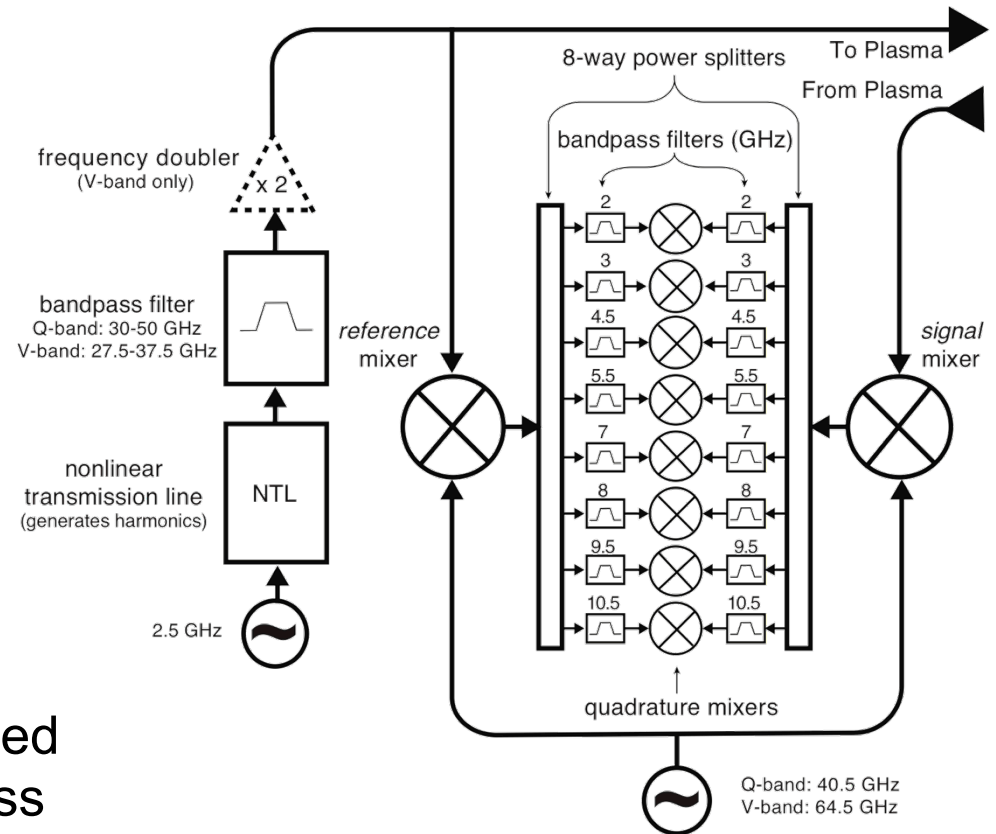 To Plasma
From Plasma
8-way power splitters
bandpass filters (GHz)
frequency doubler
(V-band only)
x 2
bandpass filter
Q-band: 30-50 GHz
V-band: 27.5-37.5 GHz
reference
mixer
signal
mixer
nonlinear
transmission line
(generates harmonics)
NTL
2.5 GHz
2 2
3 3
4.5 4.5
5.5 5.5
7 7
8 8
9.5 9.5
10.5 10.5
quadrature mixers
Q-band: 40.5 GHz
V-band: 64.5 GHz
ed
ss